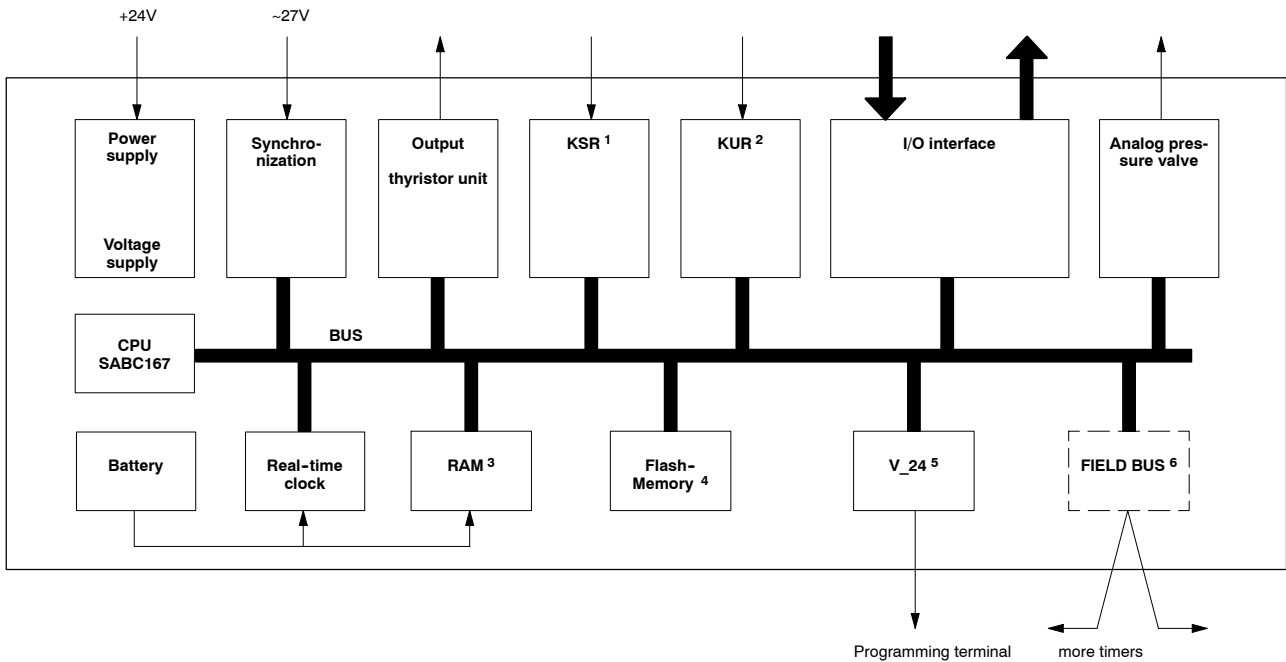 +24V
~27V
Power
supply
Voltage
supply
Synchro-
nization
Output
thyristor unit
KSR 1
KUR 2
I/O interface
Analog pres-
sure valve
CPU
SABC167
BUS
Battery
Real-time
clock
RAM 3
Flash-
Memory 4
V_24 5
FIELD BUS 6
Programming terminal
more timers